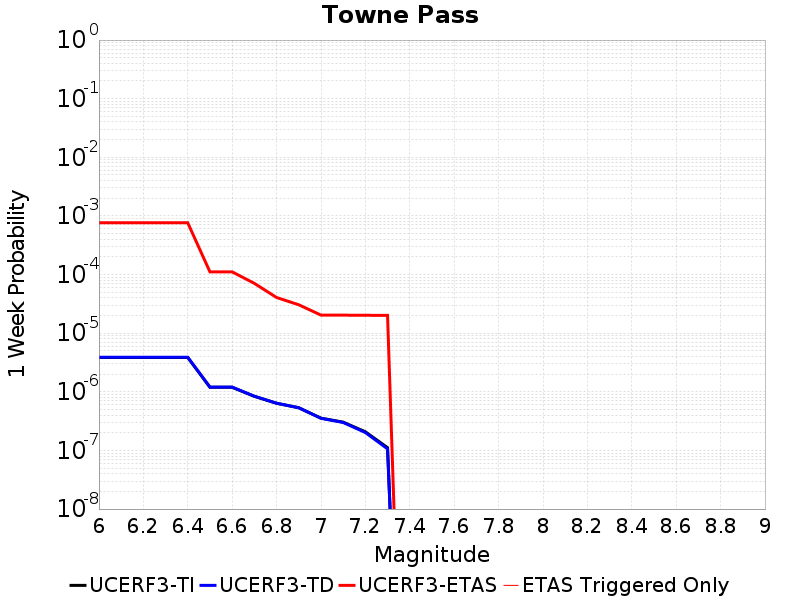 Towne Pass
10^0
10^-1
10^-2
10^-3
10^-4
10^-5
10^-6
10^-7
10^-8
1 Week Probability
6 6.2 6.4 6.6 6.8 7 7.2 7.4 7.6 7.8 8 8.2 8.4 8.6 8.8 9
Magnitude
UCERF3-TI UCERF3-TD UCERF3-ETAS ETAS Triggered Only